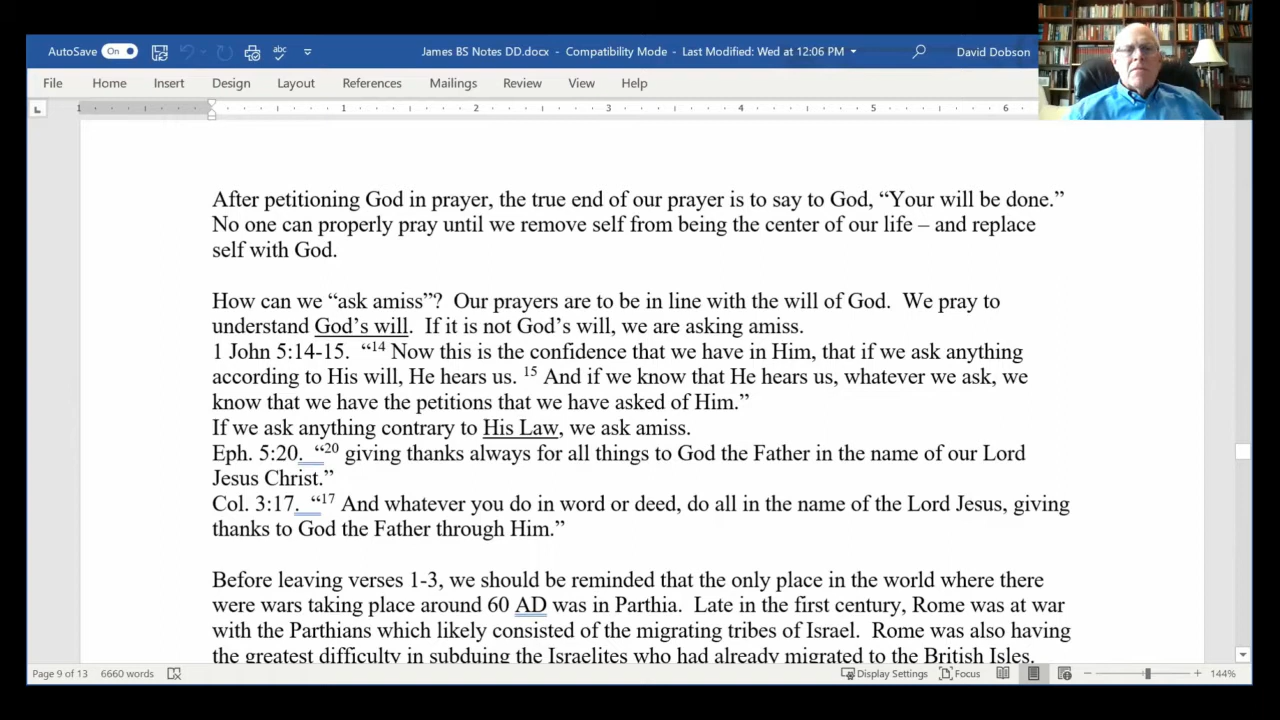 AutoSave On
abc
James BS Notes DD.docx - Compatibility Mode - Last Modified: Wed at 12:06 PM
David Dobson
File Home Insert Design Layout References Mailings Review View Help
1 1 2 3 4 5 6
After petitioning God in prayer, the true end of our prayer is to say to God, “Your will be done.”
No one can properly pray until we remove self from being the center of our life – and replace
self with God.
How can we “ask amiss”?  Our prayers are to be in line with the will of God.  We pray to
understand God’s will.  If it is not God’s will, we are asking amiss.
1 John 5:14-15.  “14 Now this is the confidence that we have in Him, that if we ask anything
according to His will, He hears us. 15 And if we know that He hears us, whatever we ask, we
know that we have the petitions that we have asked of Him.”
If we ask anything contrary to His Law, we ask amiss.
Eph. 5:20.  “20 giving thanks always for all things to God the Father in the name of our Lord
Jesus Christ.”
Col. 3:17.  “17 And whatever you do in word or deed, do all in the name of the Lord Jesus, giving
thanks to God the Father through Him.”
Before leaving verses 1-3, we should be reminded that the only place in the world where there
were wars taking place around 60 AD was in Parthia.  Late in the first century, Rome was at war
with the Parthians which likely consisted of the migrating tribes of Israel.  Rome was also having
the greatest difficulty in subduing the Israelites who had already migrated to the British Isles.
Page 9 of 13 6660 words Display Settings Focus 144%